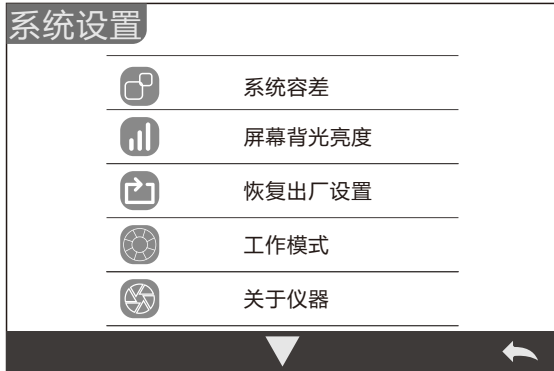 系统设置
系统容差
屏幕背光亮度
恢复出厂设置
工作模式
关于仪器